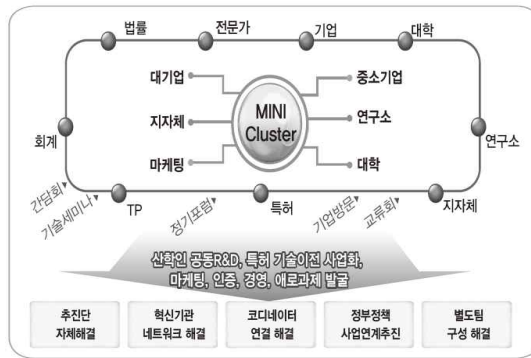 법률
전문가
기업
대학
대기업
중소기업
MINI
Cluster
지자체
연구소
회계
연구소
마케팅
대학
간담회
기술세미나
TP
정기포럼
특허
기업방문
교류회
지자체
산학인 공동R&D, 특허 기술이전 사업화,
마케팅, 인증, 경영, 애로과제 발굴
추진단
자체해결
혁신기관
네트워크 해결
코디네이터
연결 해결
정부정책
사업연계추진
별도팀
구성 해결